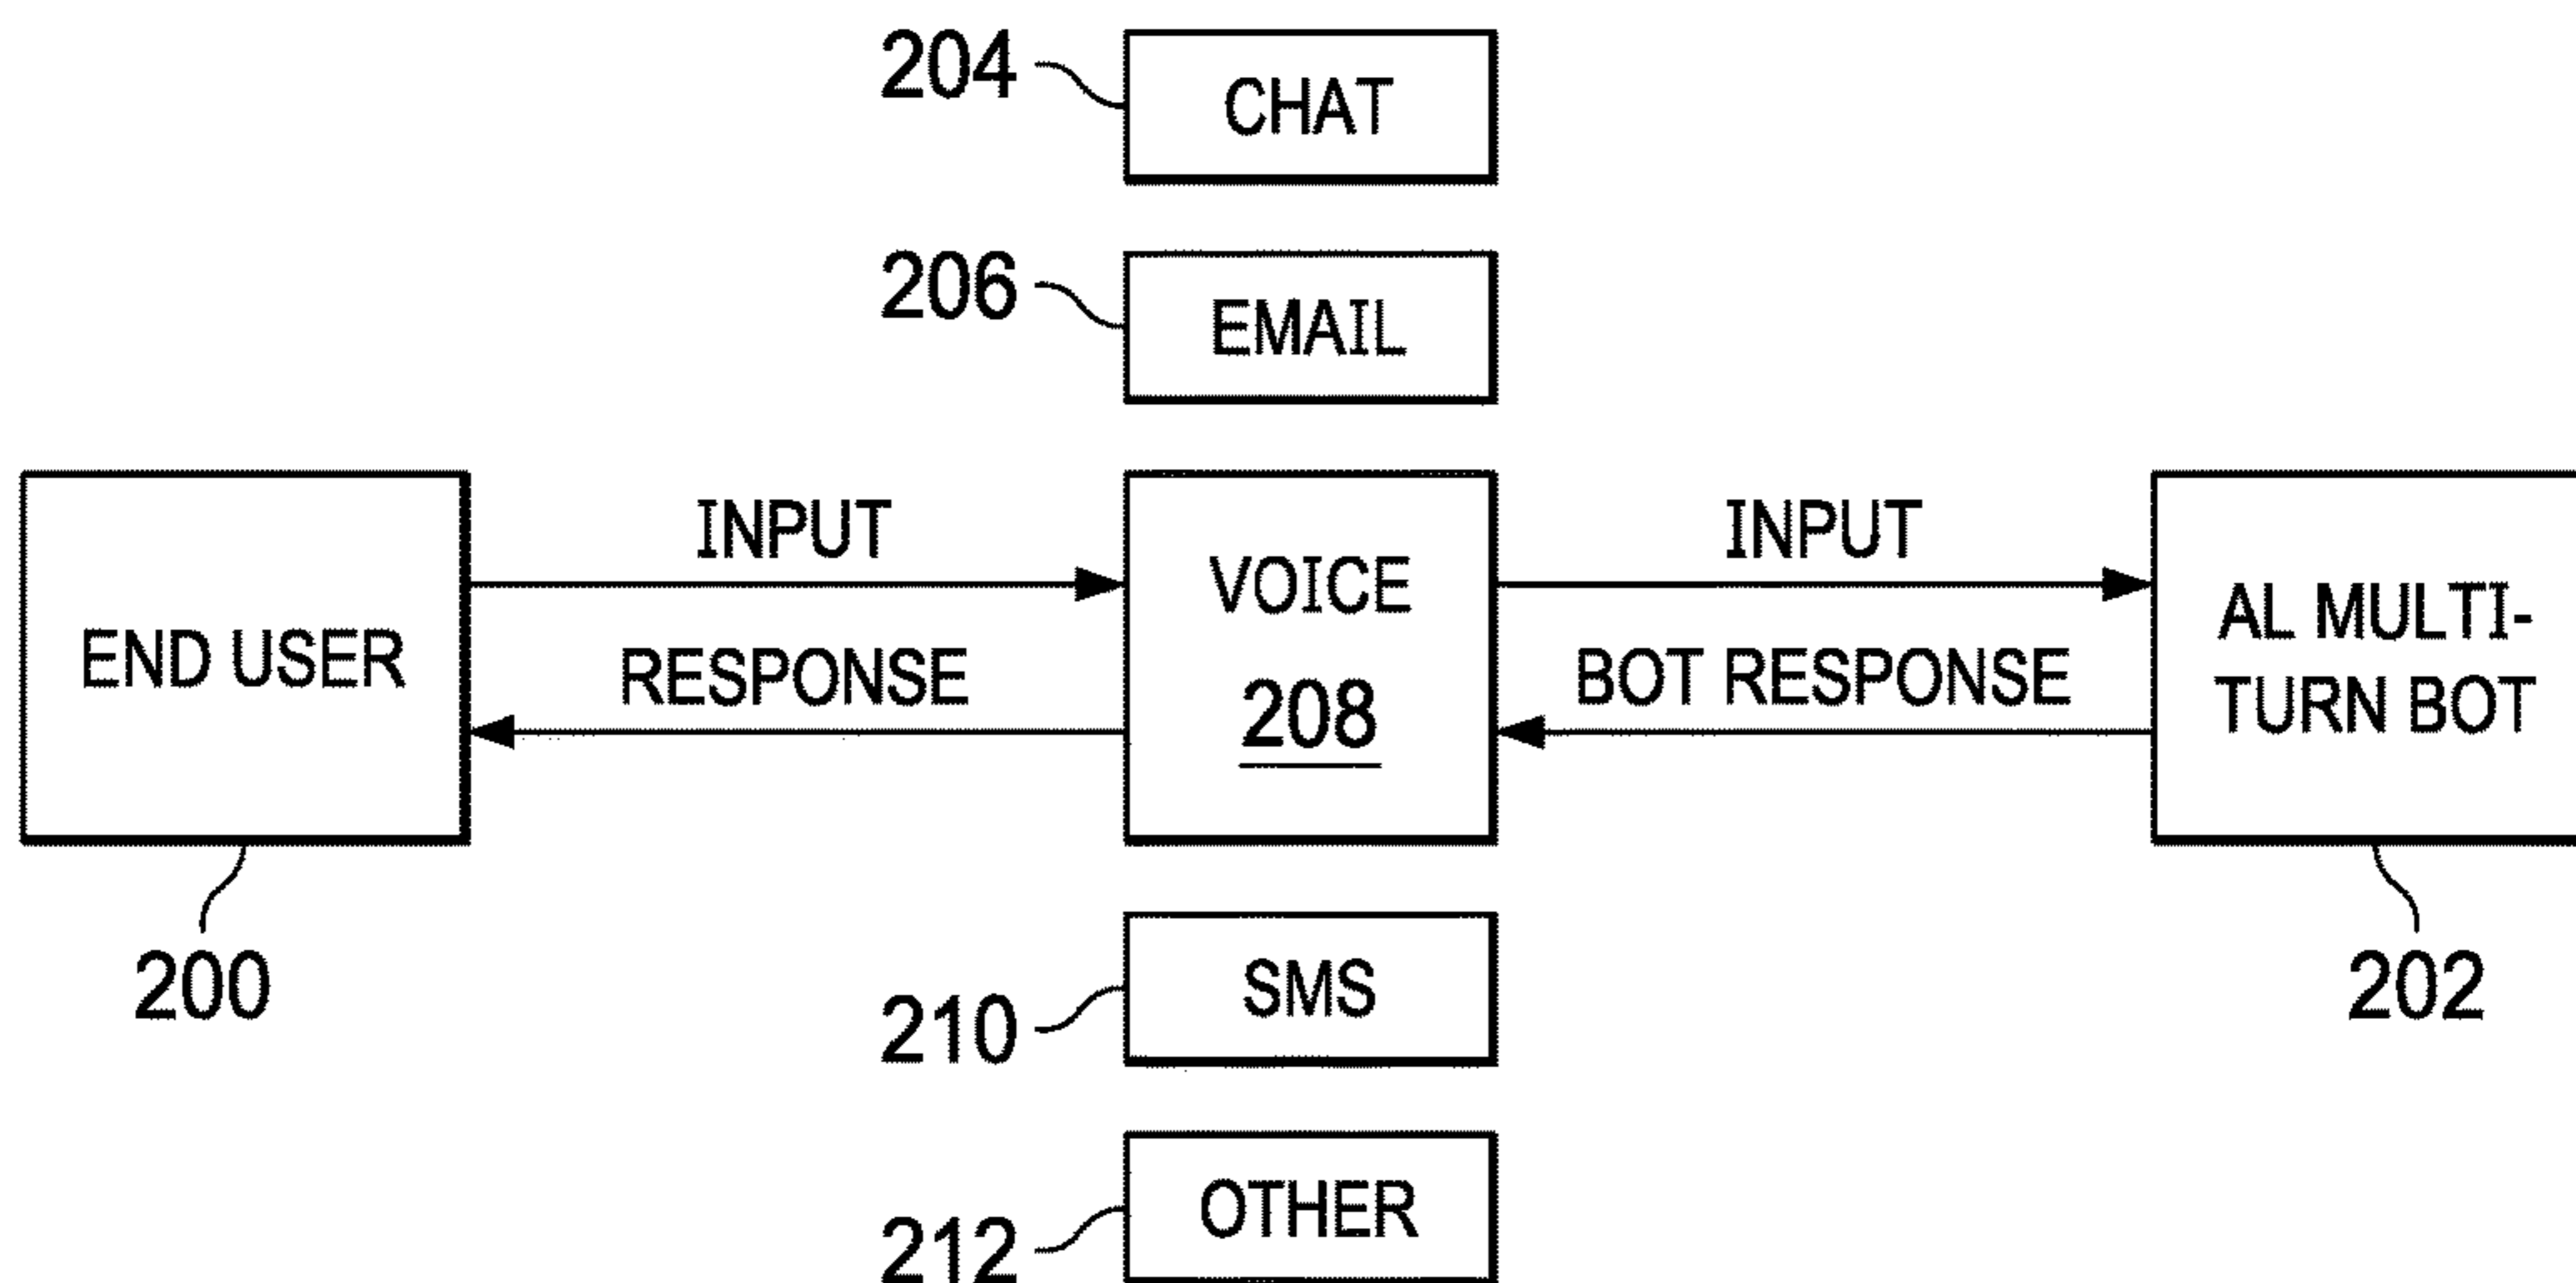 204
CHAT
206
EMAIL
END USER
INPUT
RESPONSE
VOICE
208
INPUT
BOT RESPONSE
AL MULTI-
TURN BOT
200
202
210
SMS
212
OTHER